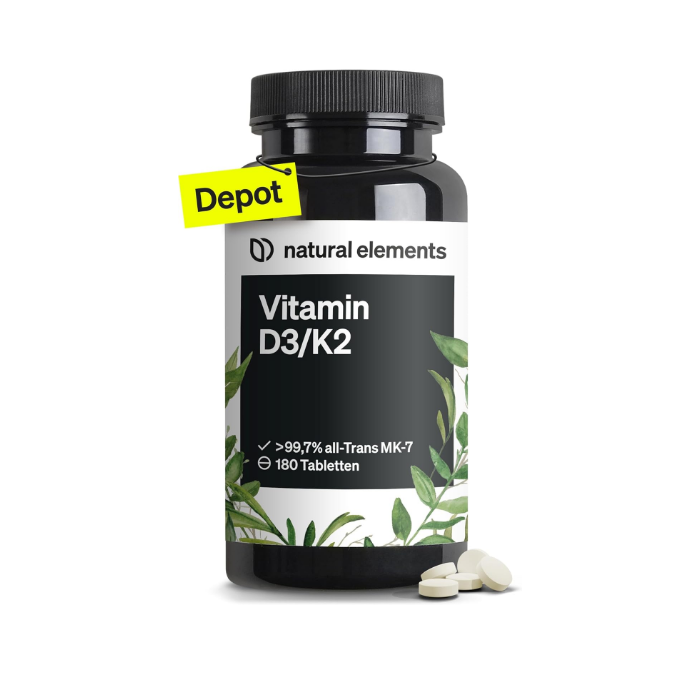 Depot
natural elements
Vitamin
D3/K2
>99,7% all-Trans MK-7
180 Tabletten